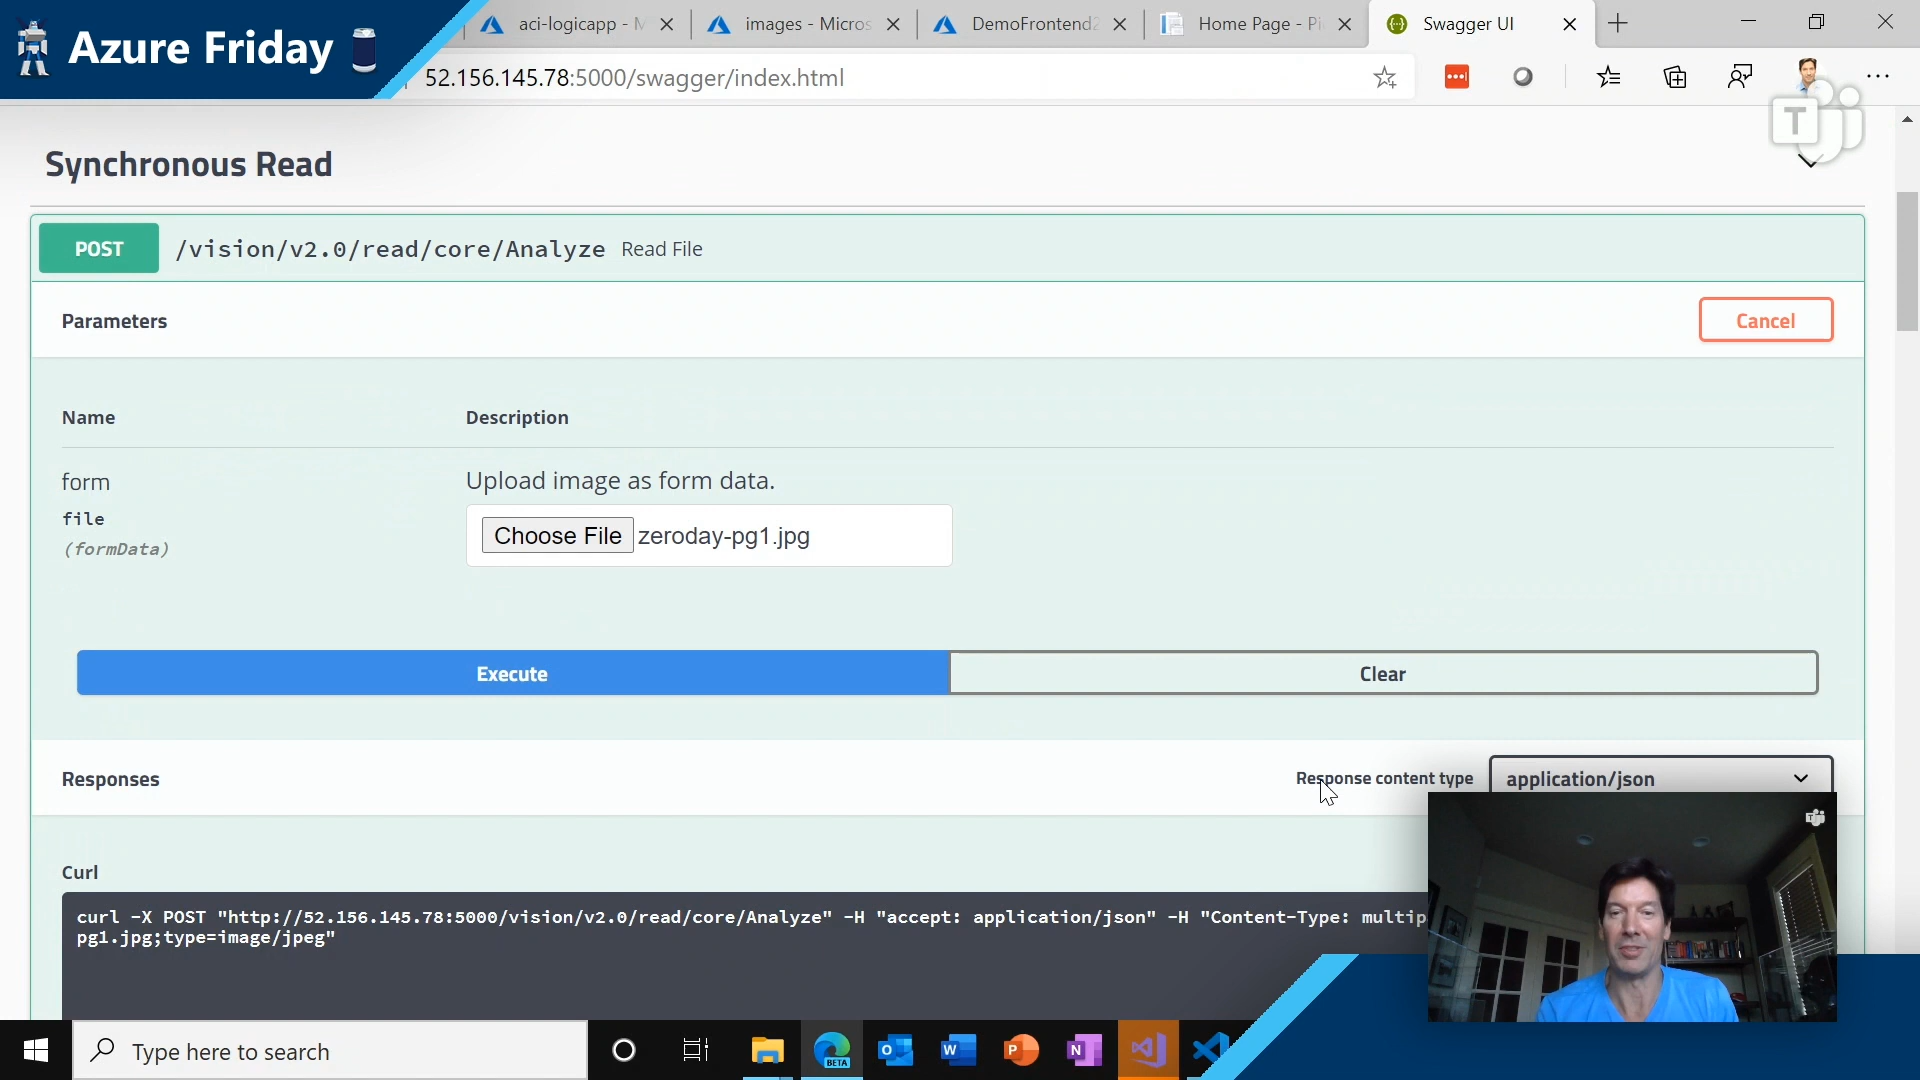 Azure Friday
aci-logicapp - M
images - Micros
DemoFrontend2
Home Page - Pi
Swagger UI
52.156.145.78:5000/swagger/index.html
T
Synchronous Read
POST /vision/v2.0/read/core/Analyze Read File
Parameters
Cancel
Name Description
form
Upload image as form data.
file
(formData)
Choose File zeroday-pg1.jpg
Execute
Clear
Responses
Response content type application/json
Curl
curl -X POST "http://52.156.145.78:5000/vision/v2.0/read/core/Analyze" -H "accept: application/json" -H "Content-Type: multip
pg1.jpg;type=image/jpeg"
Type here to search
BETA
O
W
P
N